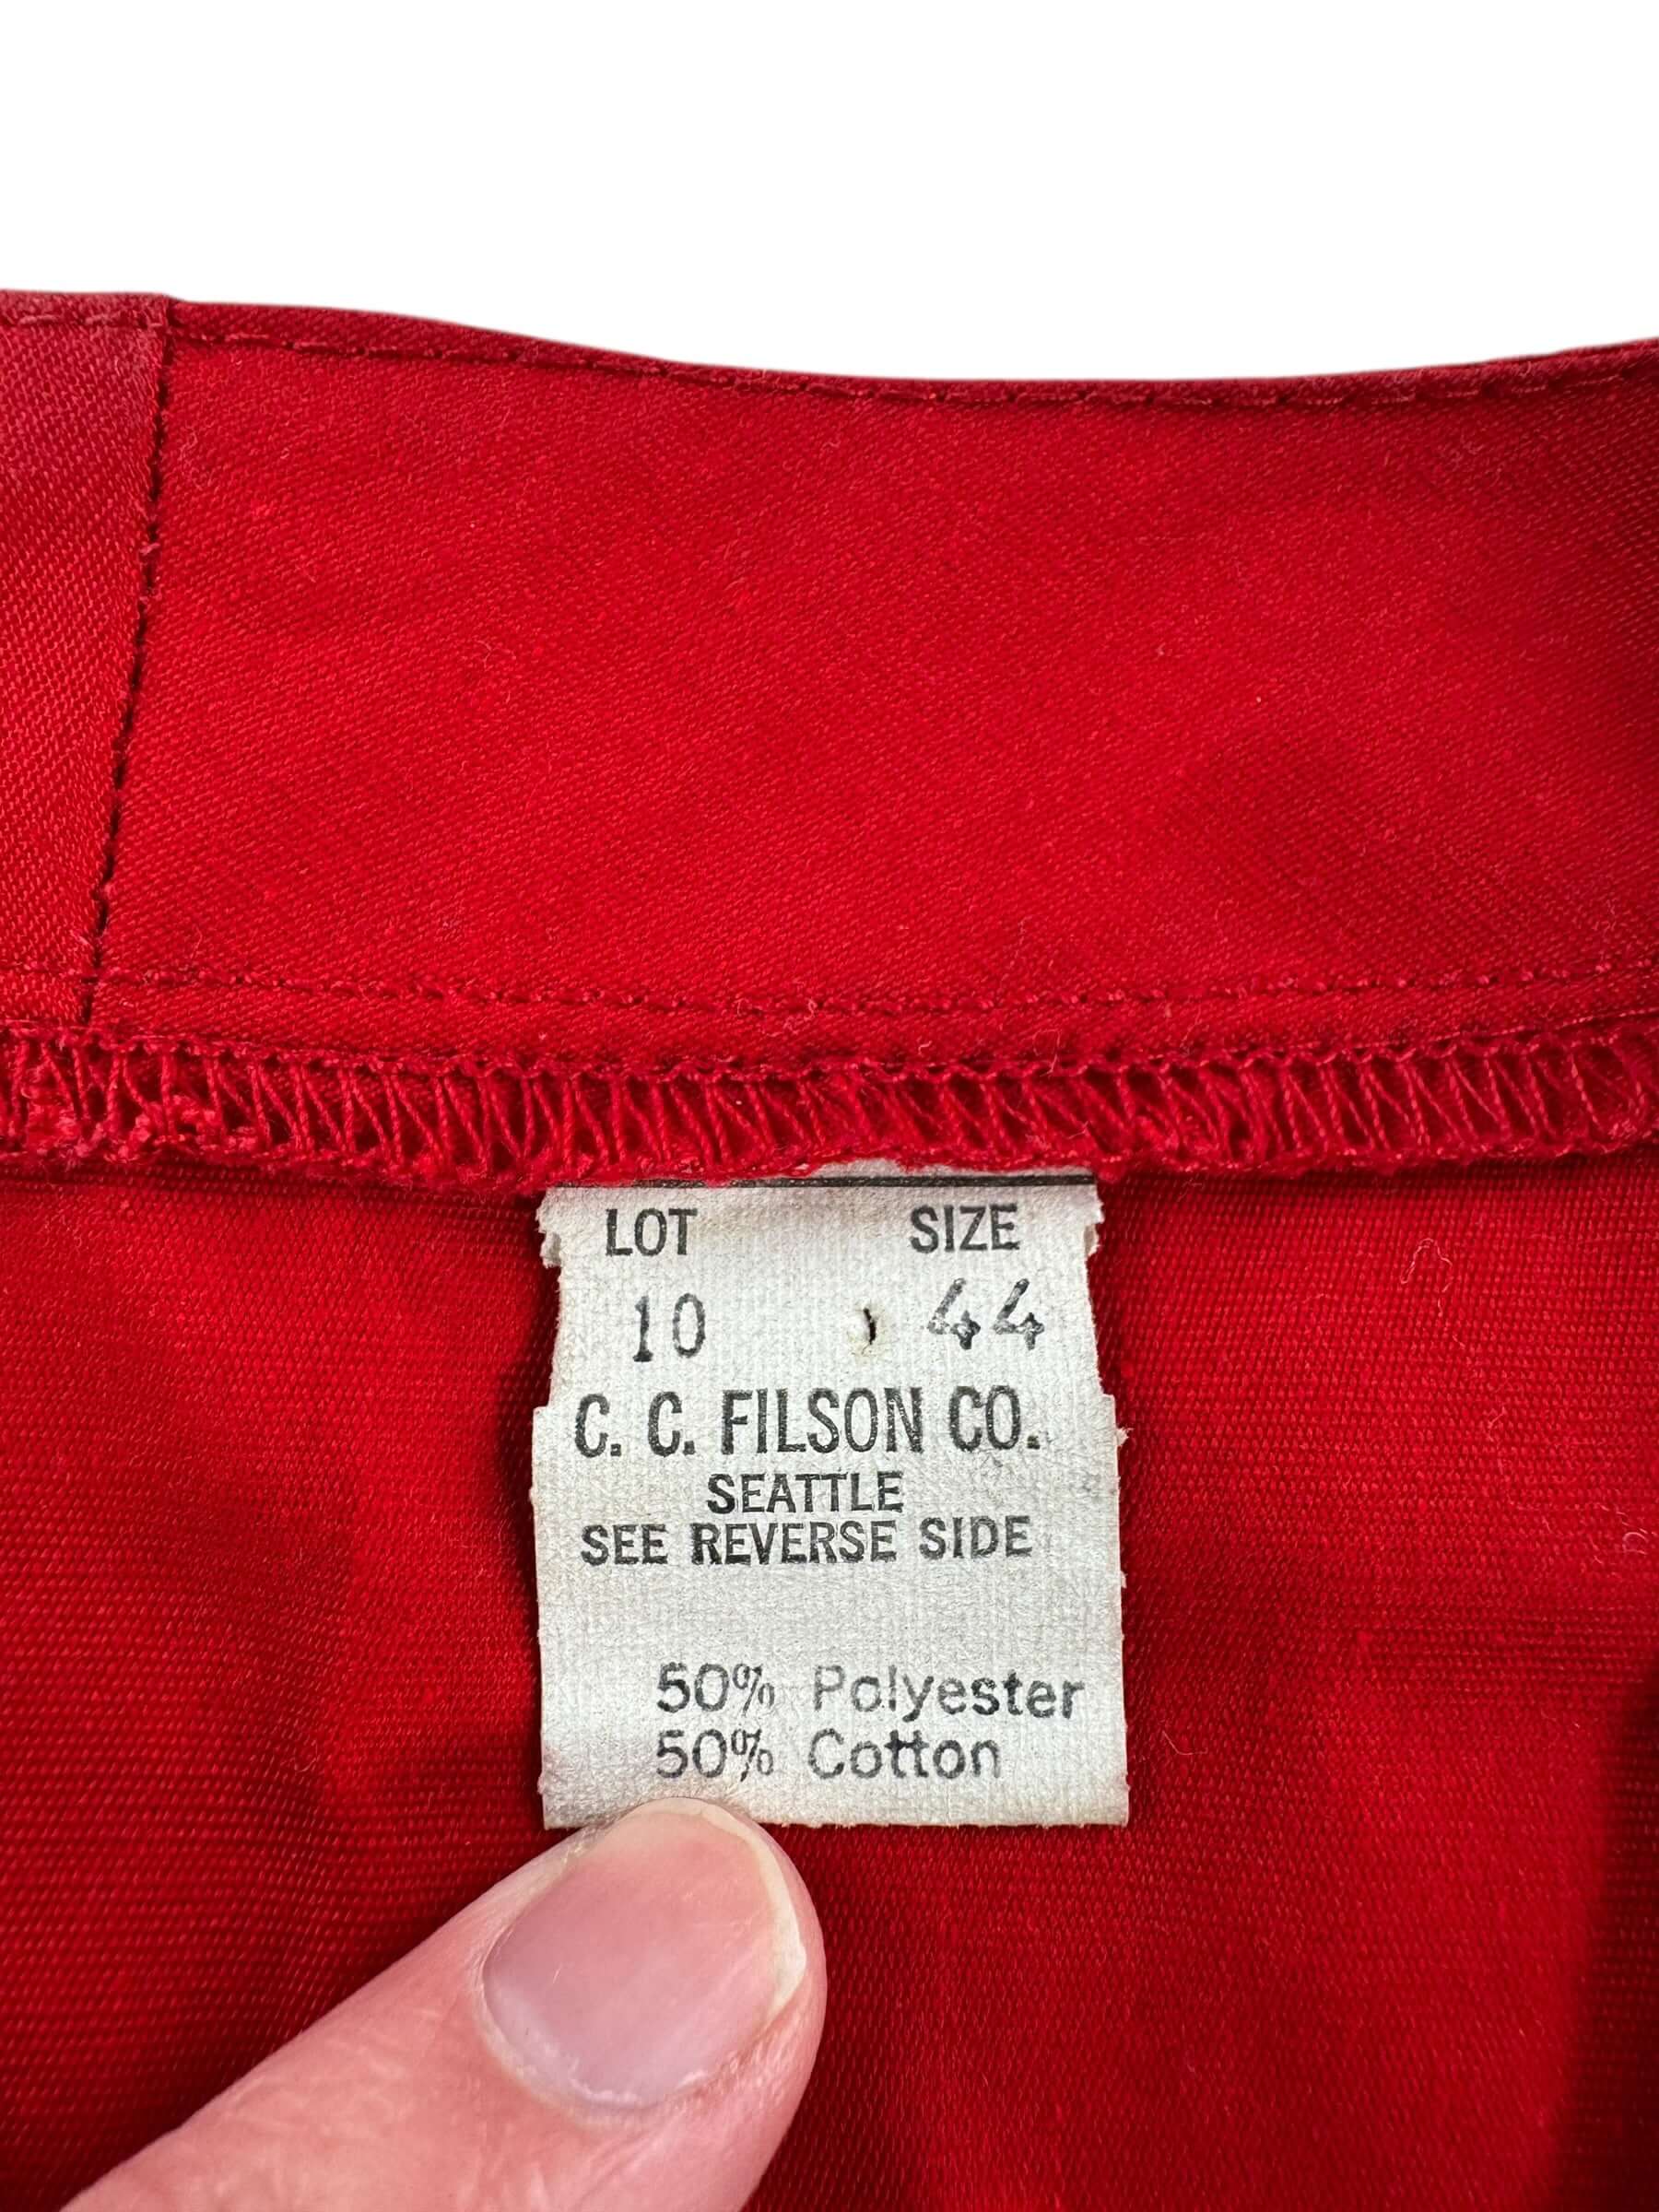 LOT SIZE
10 44
C. C. FILSON CO.
SEATTLE
SEE REVERSE SIDE
50% Polyester
50% Cotton